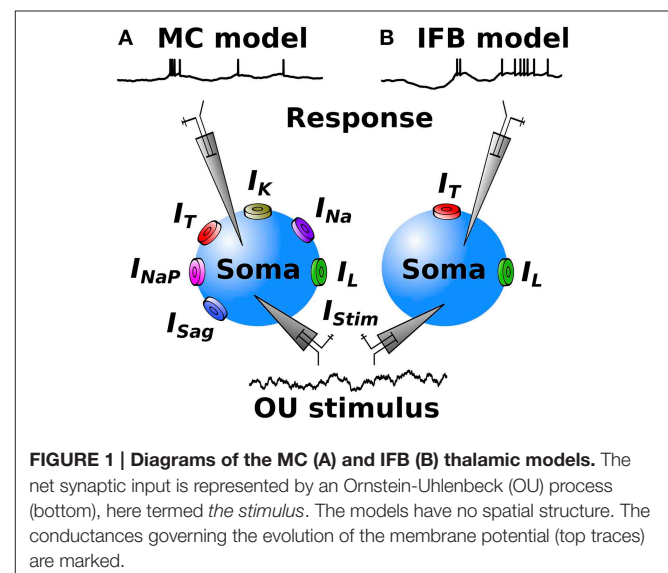 A MC model
B IFB model
Response
I_K
I_T
I_Na
I_T
Soma
Soma
I_NaP
I_L
I_L
I_Sag
I_Stim
OU stimulus
FIGURE 1 | Diagrams of the MC (A) and IFB (B) thalamic models. The
net synaptic input is represented by an Ornstein-Uhlenbeck (OU) process
(bottom), here termed the stimulus. The models have no spatial structure. The
conductances governing the evolution of the membrane potential (top traces)
are marked.